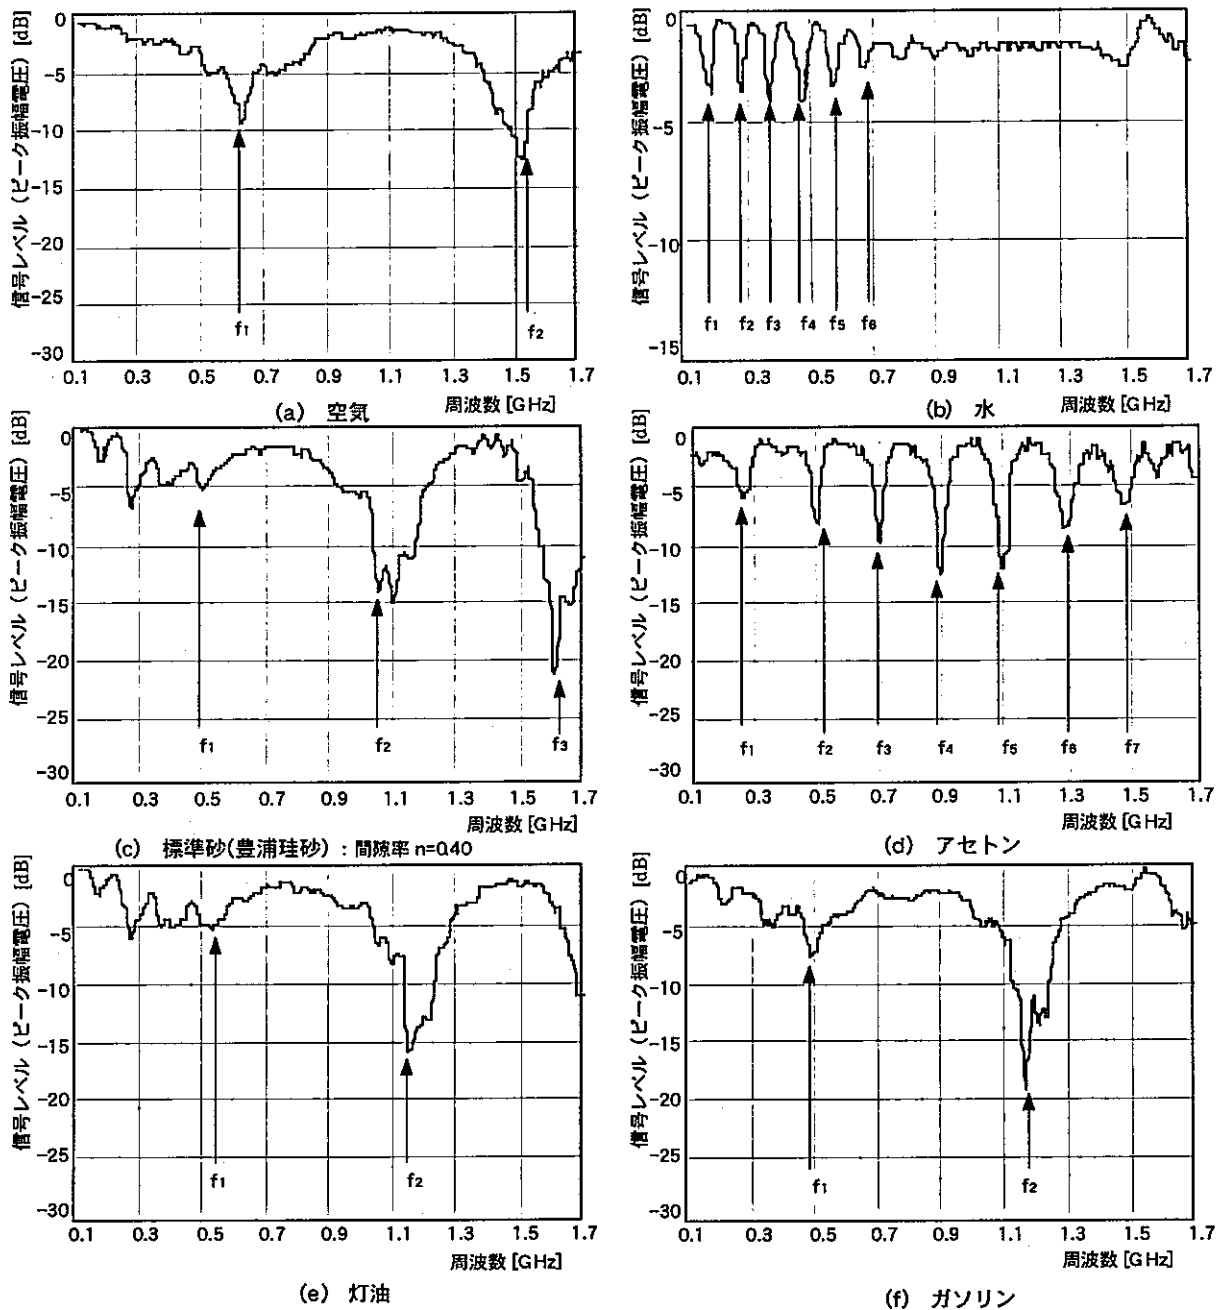 信号レベル（ピーク振幅電圧）[dB]
0
-5
-10
-15
-20
-25
-30
f1
f2
0.1 0.3 0.5 0.7 0.9 1.1 1.3 1.5 1.7
(a) 空気
周波数[GHz]
信号レベル（ピーク振幅電圧）[dB]
0
-5
-10
-15
f1 f2 f3 f4 f5 f6
0.1 0.3 0.5 0.7 0.9 1.1 1.3 1.5 1.7
(b) 水
周波数[GHz]
信号レベル（ピーク振幅電圧）[dB]
0
-5
-10
-15
-20
-25
-30
f1
f2
f3
0.1 0.3 0.5 0.7 0.9 1.1 1.3 1.5 1.7
周波数[GHz]
(c) 標準砂(豊浦珪砂)：間隙率 n=0.40
信号レベル（ピーク振幅電圧）[dB]
0
-5
-10
-15
-20
-25
-30
f1 f2 f3 f4 f5 f6 f7
0.1 0.3 0.5 0.7 0.9 1.1 1.3 1.5 1.7
周波数[GHz]
(d) アセトン
信号レベル（ピーク振幅電圧）[dB]
0
-5
-10
-15
-20
-25
-30
f1
f2
0.1 0.3 0.5 0.7 0.9 1.1 1.3 1.5 1.7
周波数[GHz]
(e) 灯油
信号レベル（ピーク振幅電圧）[dB]
0
-5
-10
-15
-20
-25
-30
f1
f2
0.1 0.3 0.5 0.7 0.9 1.1 1.3 1.5 1.7
周波数[GHz]
(f) ガソリン